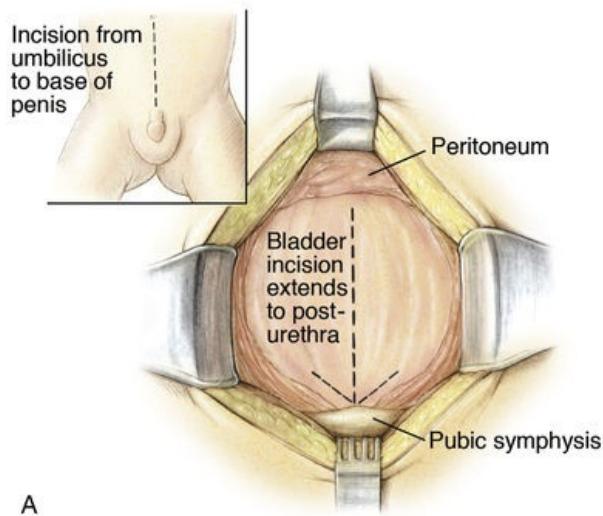 Incision from
umbilicus
to base of
penis
Peritoneum
Bladder
incision
extends
to post-
urethra
Pubic symphysis
A